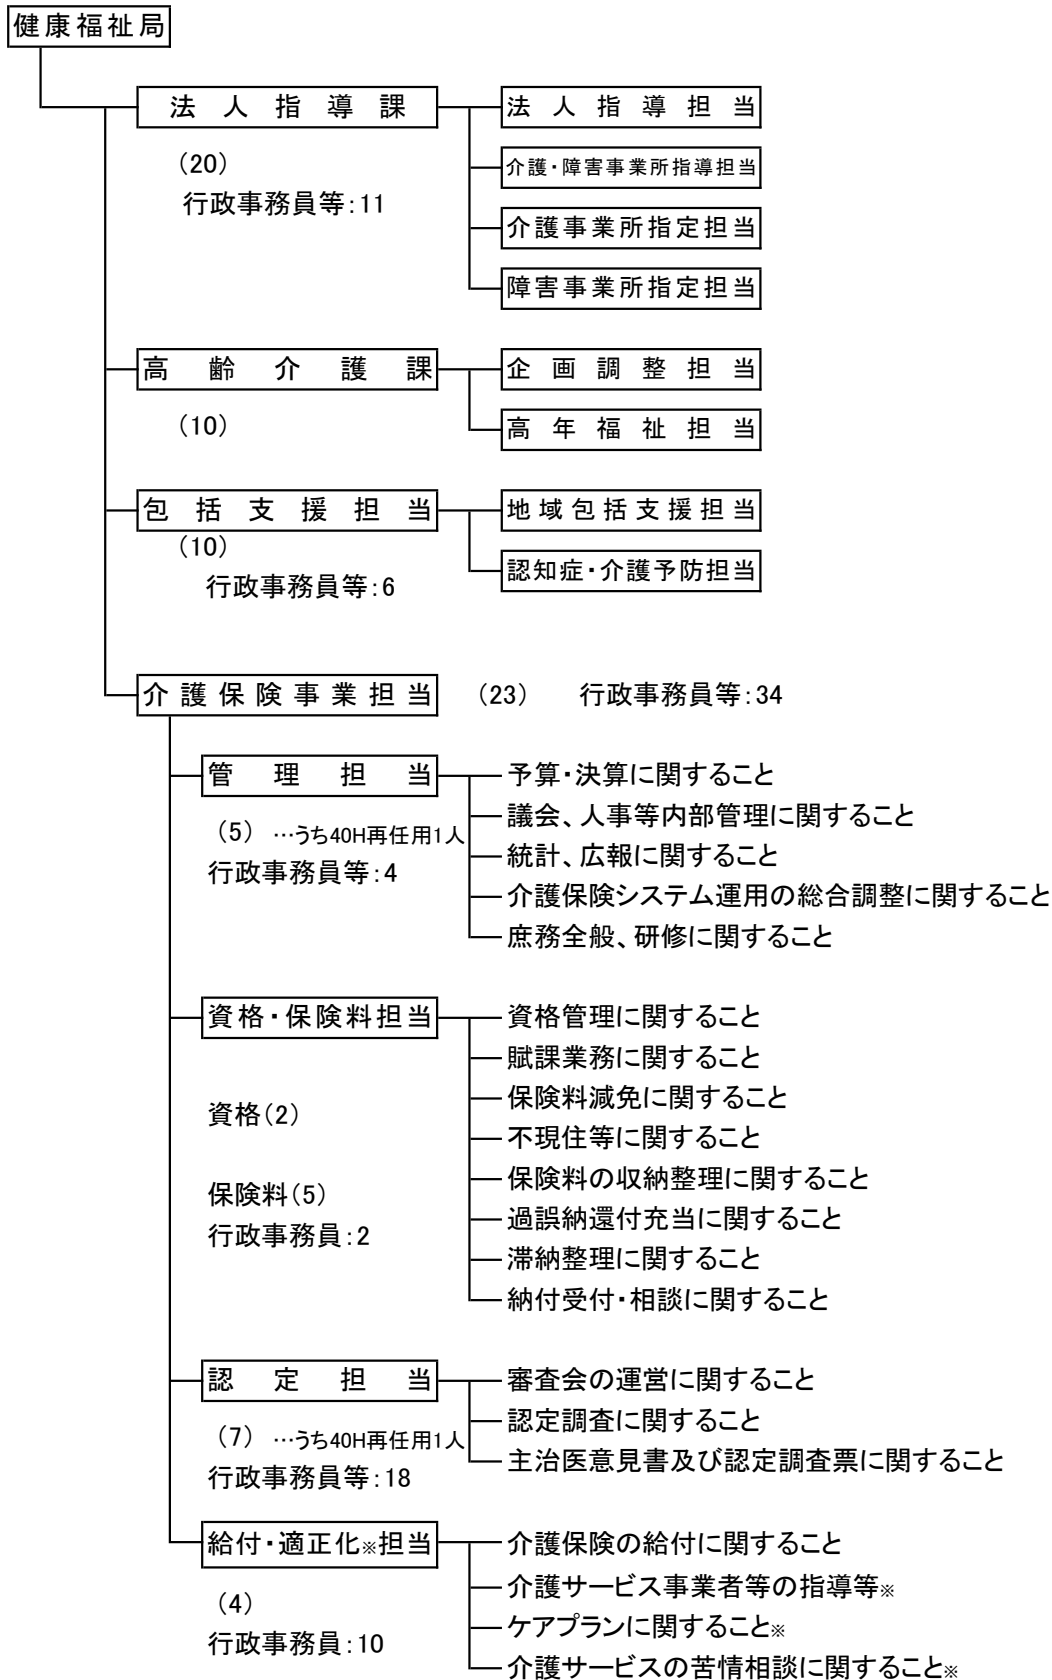 健康福祉局
法人指導課
法人指導担当
(20)
介護・障害事業所指導担当
行政事務員等:11
介護事業所指定担当
障害事業所指定担当
高齢介護課
企画調整担当
(10)
高年福祉担当
包括支援担当
地域包括支援担当
(10)
認知症・介護予防担当
行政事務員等:6
介護保険事業担当 (23) 行政事務員等:34
管理担当
予算・決算に関すること
議会、人事等内部管理に関すること
(5) …うち40H再任用1人
統計、広報に関すること
行政事務員等:4
介護保険システム運用の総合調整に関すること
庶務全般、研修に関すること
資格・保険料担当
資格管理に関すること
賦課業務に関すること
保険料減免に関すること
資格(2)
不現住等に関すること
保険料の収納整理に関すること
保険料(5)
過誤納還付充当に関すること
行政事務員:2
滞納整理に関すること
納付受付・相談に関すること
認定担当
審査会の運営に関すること
認定調査に関すること
(7) …うち40H再任用1人
主治医意見書及び認定調査票に関すること
行政事務員等:18
給付・適正化※担当
介護保険の給付に関すること
介護サービス事業者等の指導等※
(4)
ケアプランに関すること※
行政事務員:10
介護サービスの苦情相談に関すること※